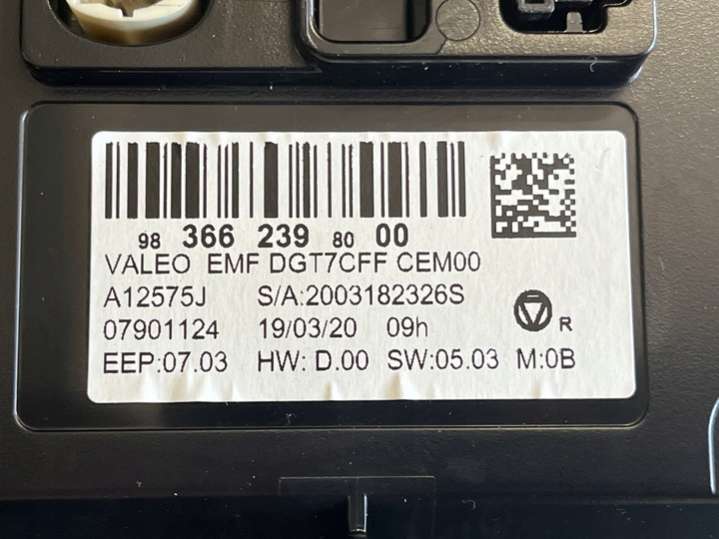 98 366 239 80 00
VALEO EMF DGT7CFF CEM00
A12575J S/A:2003182326S
07901124 19/03/20 09h
R
EEP:07.03 HW: D.00 SW:05.03 M:0B